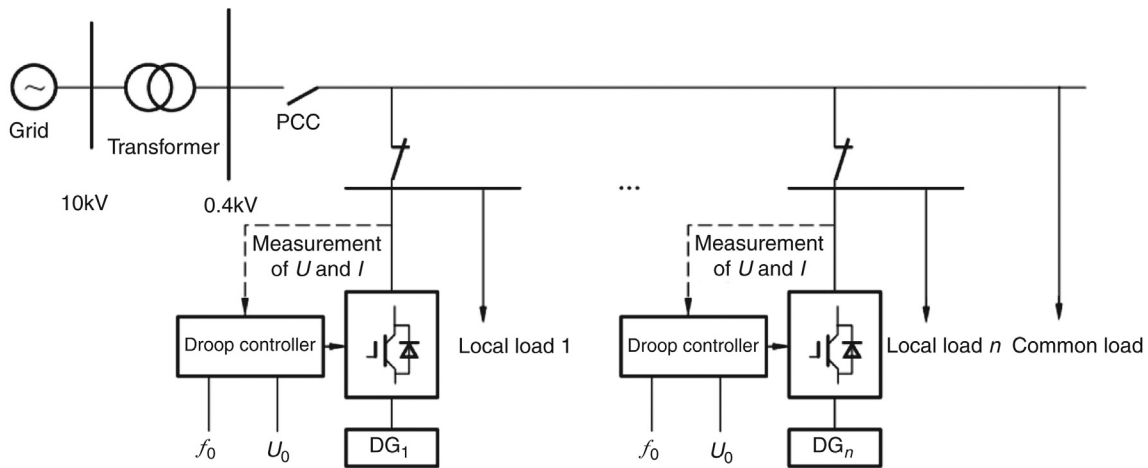 Grid
Transformer
PCC
10kV
0.4kV
...
Measurement
of U and I
Measurement
of U and I
Droop controller
Local load 1
Droop controller
Local load n
Common load
f0
U0
DG1
f0
U0
DGn